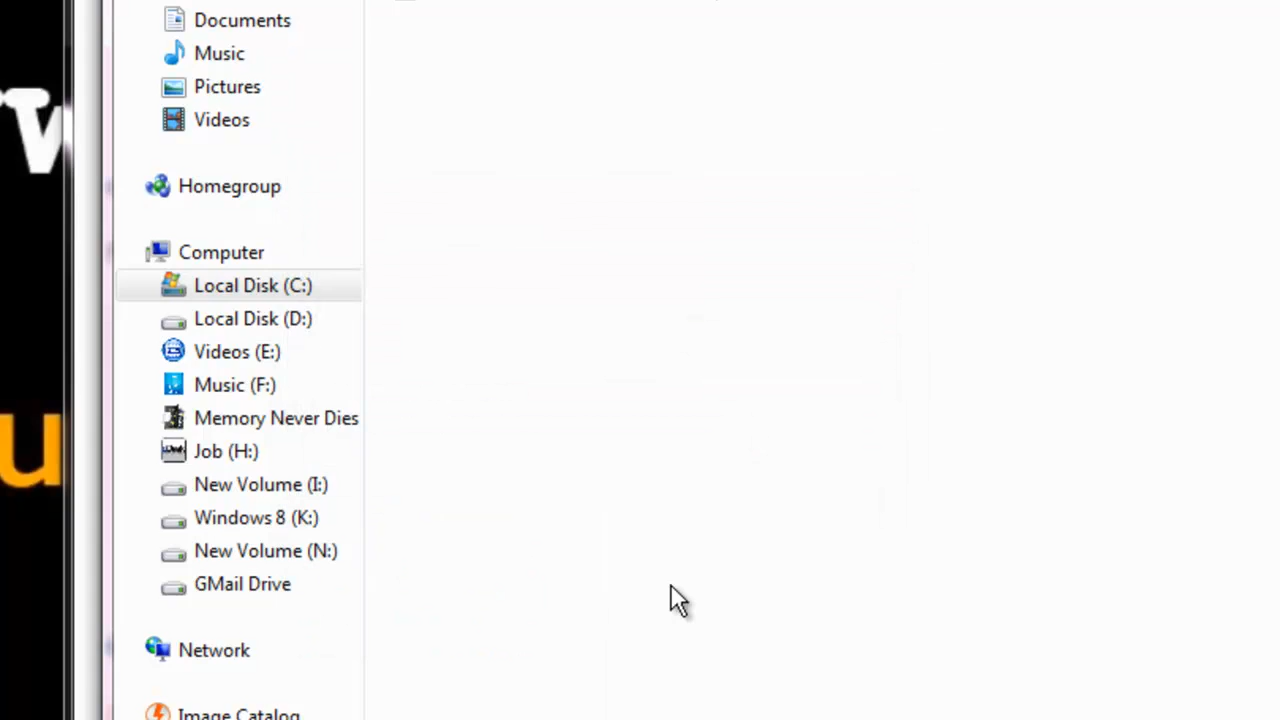 Documents
Music
Pictures
Videos
Homegroup
Computer
Local Disk (C:)
Local Disk (D:)
Videos (E:)
Music (F:)
Memory Never Dies
Job (H:)
New Volume (I:)
Windows 8 (K:)
New Volume (N:)
GMail Drive
Network
Image Catalog